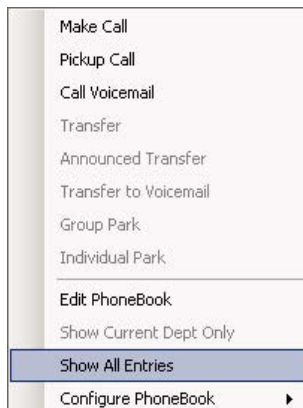 Make Call
Pickup Call
Call Voicemail
Transfer
Announced Transfer
Transfer to Voicemail
Group Park
Individual Park
Edit PhoneBook
Show Current Dept Only
Show All Entries
Configure PhoneBook